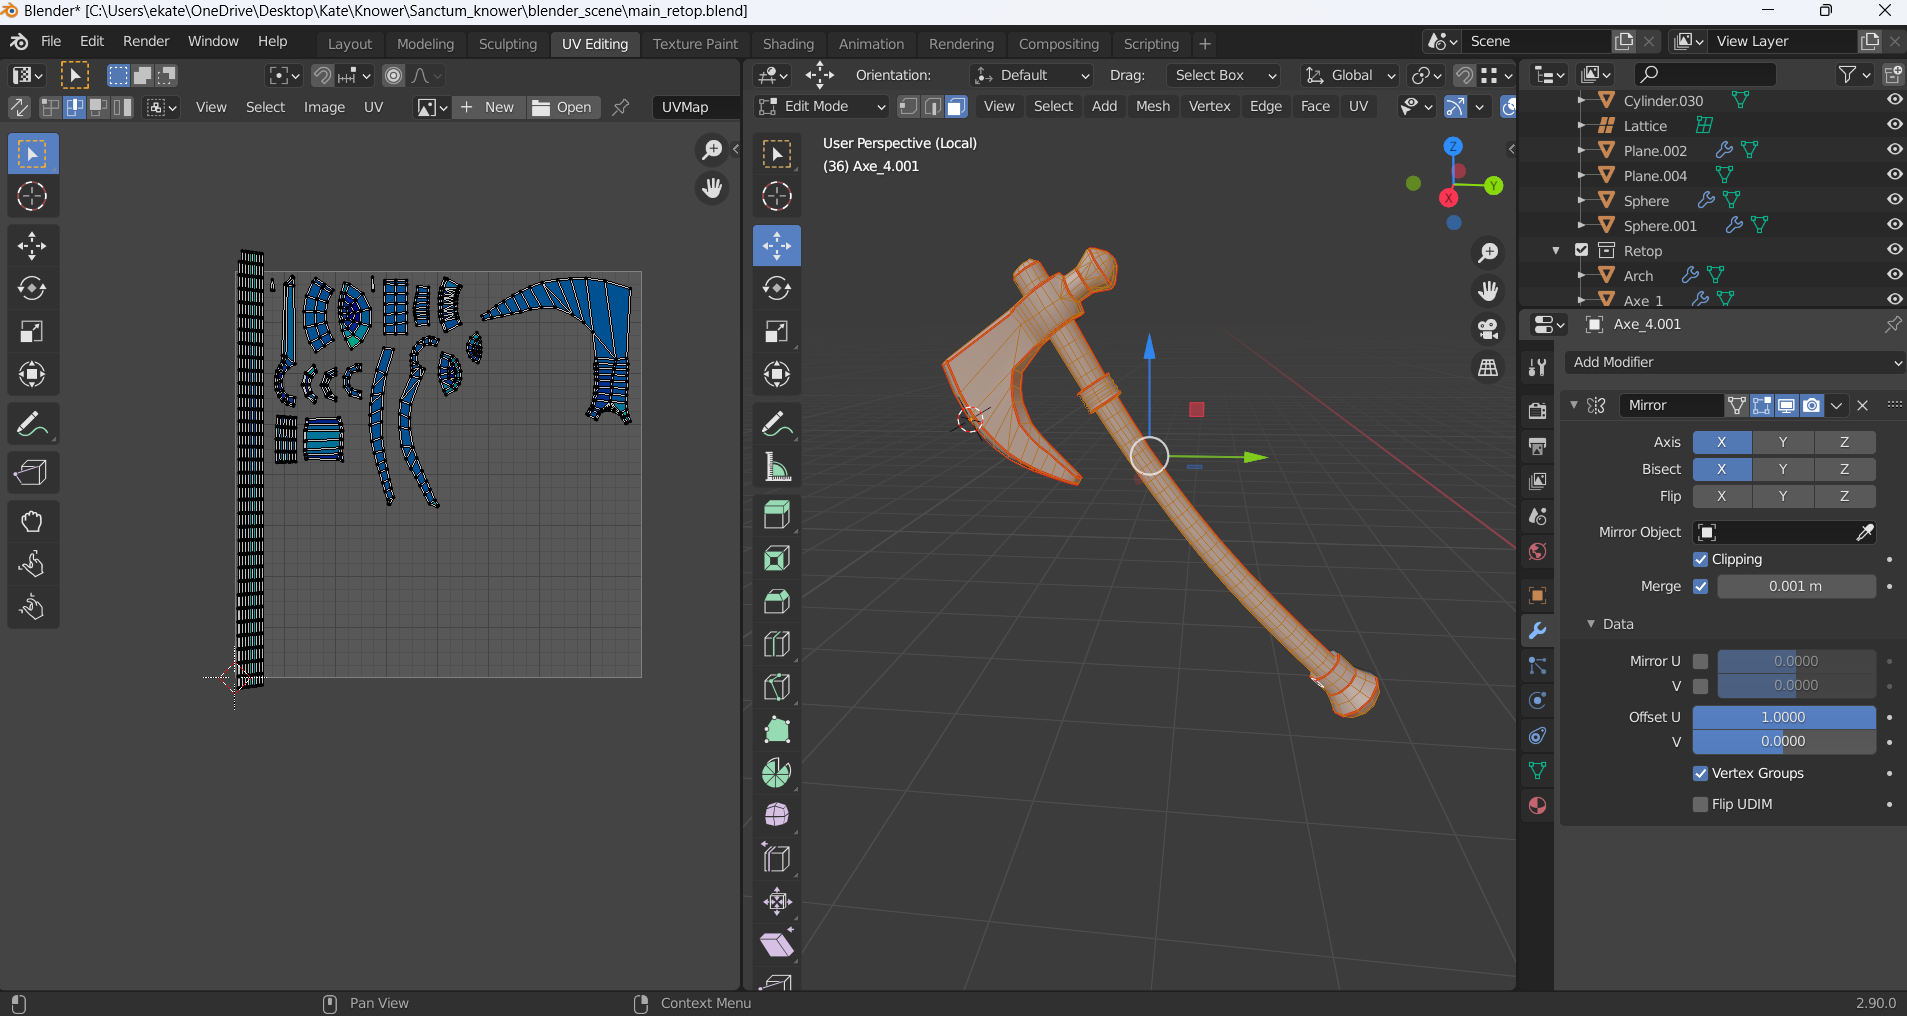 Blender* [C:\Users\ekate\OneDrive\Desktop\Kate\Knower\Sanctum_knower\blender_scene\main_retop.blend]
File Edit Render Window Help Layout Modeling Sculpting UV Editing Texture Paint Shading Animation Rendering Compositing Scripting + Scene View Layer
Orientation: Default Drag: Select Box Global
View Select Image UV + New Open UVMap
Edit Mode View Select Add Mesh Vertex Edge Face UV
User Perspective (Local)
(36) Axe_4.001
Z
Y
X
Cylinder.030
Lattice
Plane.002
Plane.004
Sphere
Sphere.001
Retop
Arch
Axe 1
Axe_4.001
Add Modifier
Mirror
Axis X Y Z
Bisect X Y Z
Flip X Y Z
Mirror Object
Clipping
Merge 0.001 m
Data
Mirror U 0.0000
V 0.0000
Offset U 1.0000
V 0.0000
Vertex Groups
Flip UDIM
Pan View Context Menu 2.90.0